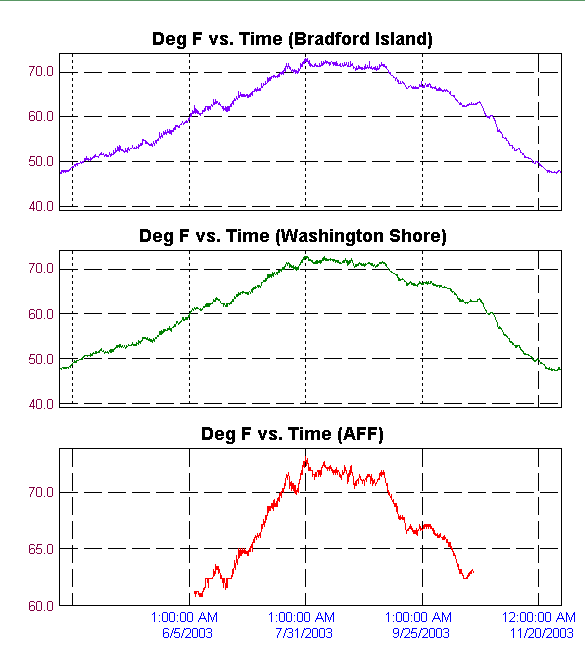 Deg F vs. Time (Bradford Island)
70.0
60.0
50.0
40.0
Deg F vs. Time (Washington Shore)
70.0
60.0
50.0
40.0
Deg F vs. Time (AFF)
70.0
65.0
60.0
1:00:00 AM 1:00:00 AM 1:00:00 AM 12:00:00 AM
6/5/2003 7/31/2003 9/25/2003 11/20/2003